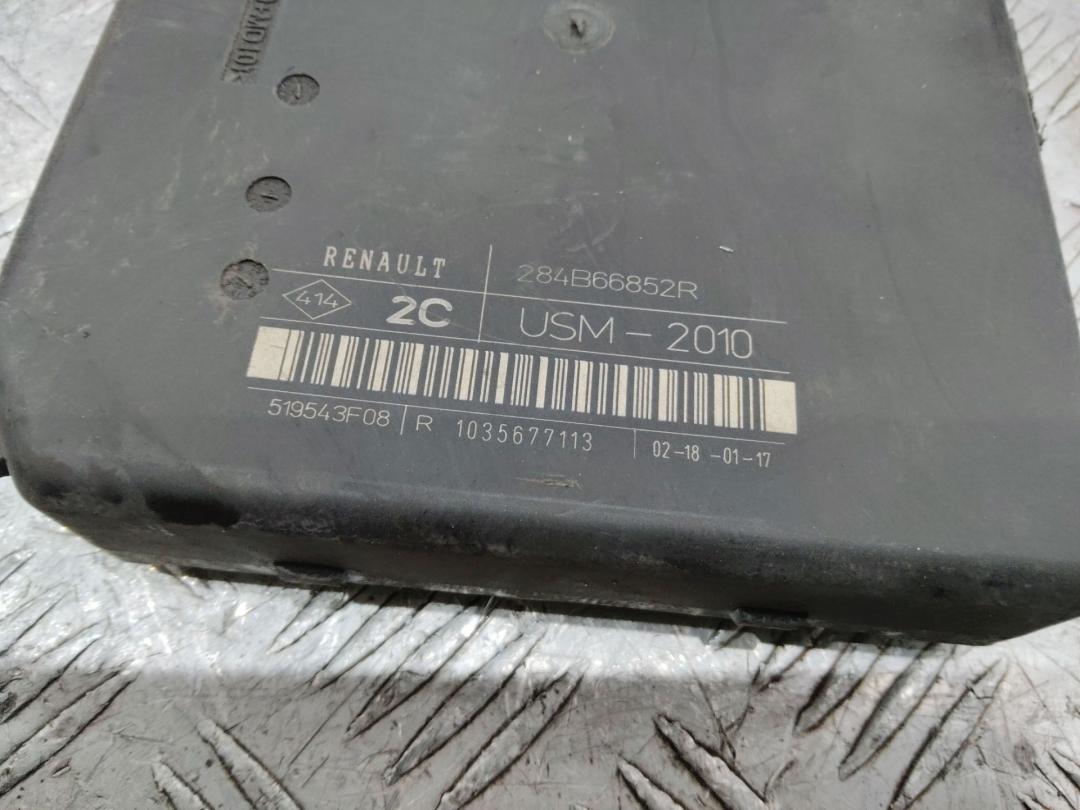 RENAULT 284B66852R
414 2C USM-2010
519543F08 R 1035677113 02-18 -01-17